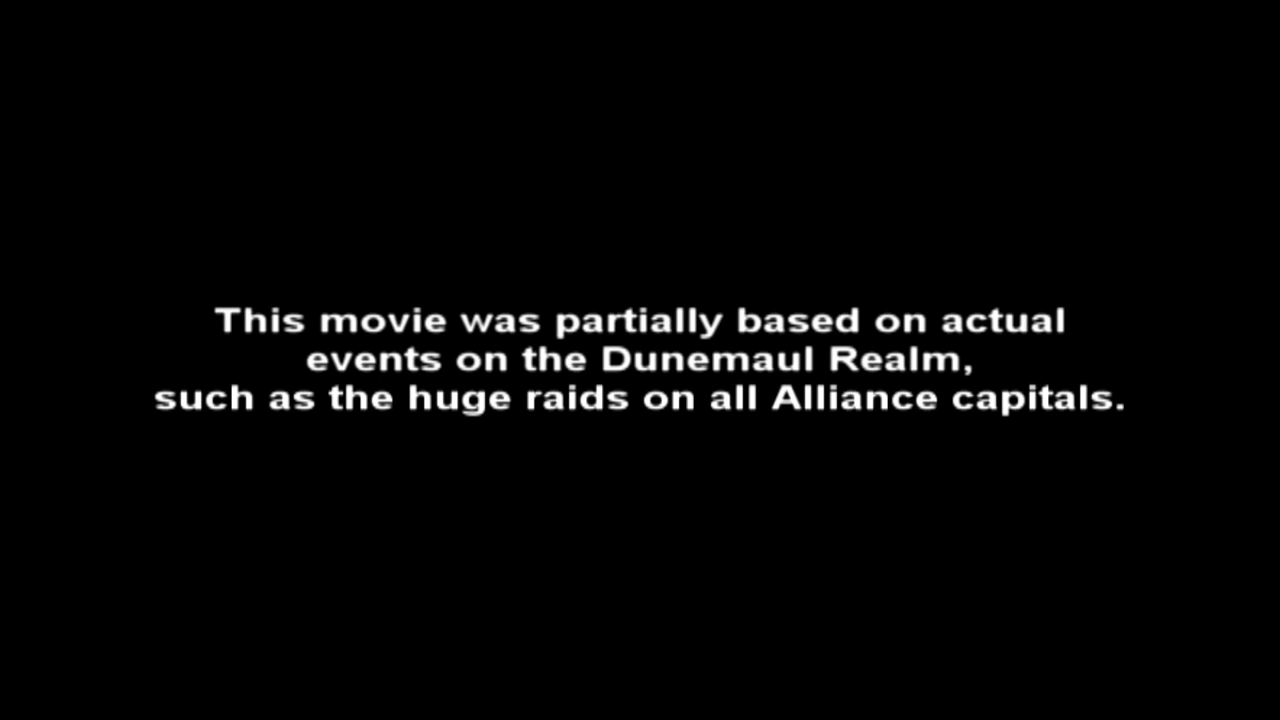 This movie was partially based on actual
events on the Dunemaul Realm,
such as the huge raids on all Alliance capitals.